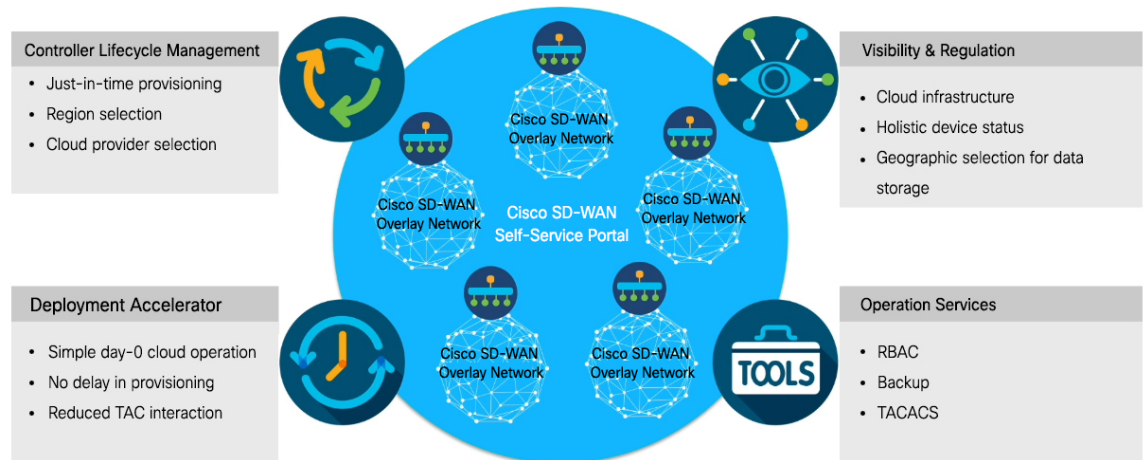 Controller Lifecycle Management
• Just-in-time provisioning
• Region selection
• Cloud provider selection
Visibility & Regulation
• Cloud infrastructure
• Holistic device status
• Geographic selection for data
storage
Cisco SD-WAN
Overlay Network
Cisco SD-WAN
Overlay Network
Cisco SD-WAN
Overlay Network
Cisco SD-WAN
Self-Service Portal
Cisco SD-WAN
Overlay Network
Cisco SD-WAN
Overlay Network
Deployment Accelerator
• Simple day-0 cloud operation
• No delay in provisioning
• Reduced TAC interaction
TOOLS
Operation Services
• RBAC
• Backup
• TACACS